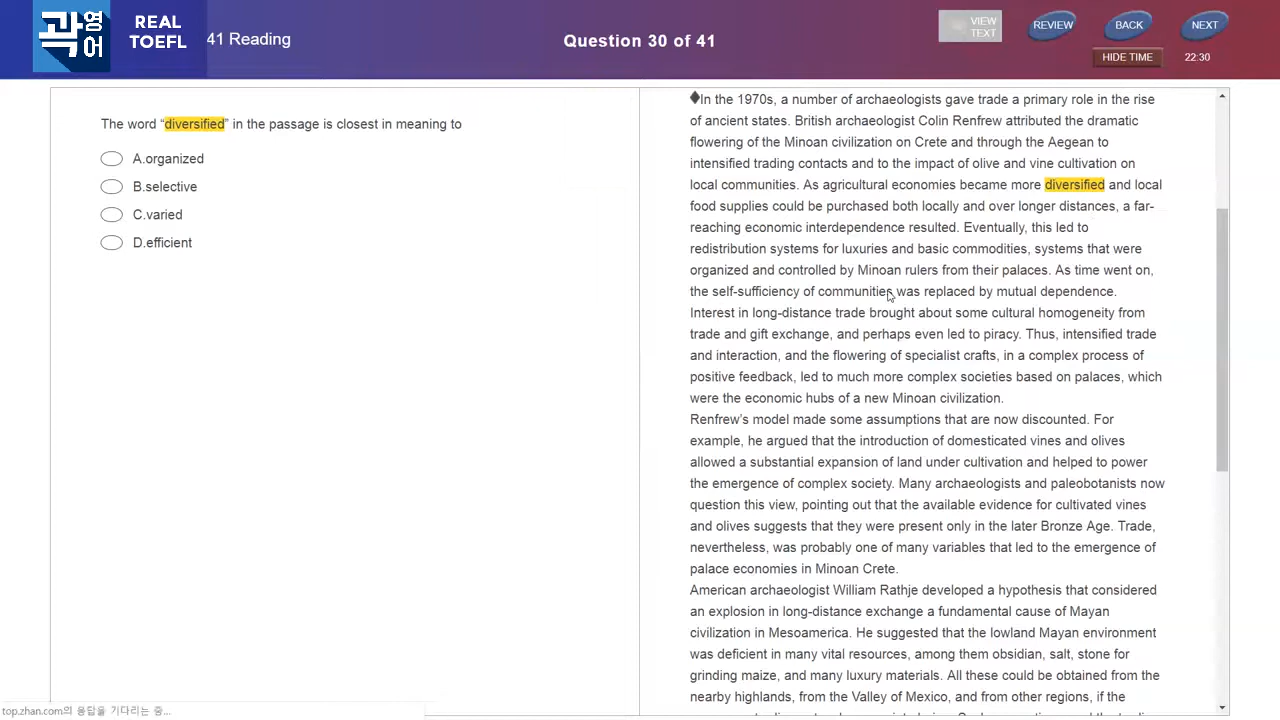 곽영어
REAL
TOEFL
41 Reading
Question 30 of 41
VIEW
TEXT
REVIEW
BACK
NEXT
HIDE TIME
22:30
The word “diversified” in the passage is closest in meaning to
A.organized
B.selective
C.varied
D.efficient
♦In the 1970s, a number of archaeologists gave trade a primary role in the rise
of ancient states. British archaeologist Colin Renfrew attributed the dramatic
flowering of the Minoan civilization on Crete and through the Aegean to
intensified trading contacts and to the impact of olive and vine cultivation on
local communities. As agricultural economies became more diversified and local
food supplies could be purchased both locally and over longer distances, a far-
reaching economic interdependence resulted. Eventually, this led to
redistribution systems for luxuries and basic commodities, systems that were
organized and controlled by Minoan rulers from their palaces. As time went on,
the self-sufficiency of communities was replaced by mutual dependence.
Interest in long-distance trade brought about some cultural homogeneity from
trade and gift exchange, and perhaps even led to piracy. Thus, intensified trade
and interaction, and the flowering of specialist crafts, in a complex process of
positive feedback, led to much more complex societies based on palaces, which
were the economic hubs of a new Minoan civilization.
Renfrew’s model made some assumptions that are now discounted. For
example, he argued that the introduction of domesticated vines and olives
allowed a substantial expansion of land under cultivation and helped to power
the emergence of complex society. Many archaeologists and paleobotanists now
question this view, pointing out that the available evidence for cultivated vines
and olives suggests that they were present only in the later Bronze Age. Trade,
nevertheless, was probably one of many variables that led to the emergence of
palace economies in Minoan Crete.
American archaeologist William Rathje developed a hypothesis that considered
an explosion in long-distance exchange a fundamental cause of Mayan
civilization in Mesoamerica. He suggested that the lowland Mayan environment
was deficient in many vital resources, among them obsidian, salt, stone for
grinding maize, and many luxury materials. All these could be obtained from the
nearby highlands, from the Valley of Mexico, and from other regions, if the
top.zhan.com의 응답을 기다리는 중...